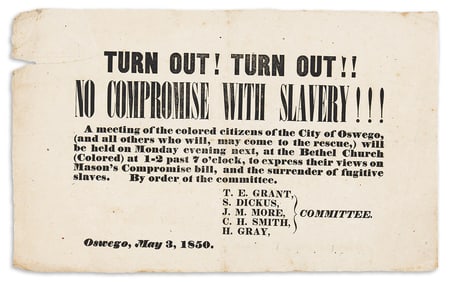 TURN OUT! TURN OUT!!
NO COMPROMISE WITH SLAVERY!!!
A meeting of the colored citizens of the City of Oswego,
(and all others who will, may come to the rescue,) will
be held on Monday evening next, at the Bethel Church
(Colored) at 1-2 past 7 o'clock, to express their views on
Mason's Compromise bill, and the surrender of fugitive
slaves. By order of the committee.
T. E. GRANT,
S. DICKUS,
J. M. MORE, COMMITTEE.
C. H. SMITH,
H. GRAY,
Oswego, May 3, 1850.